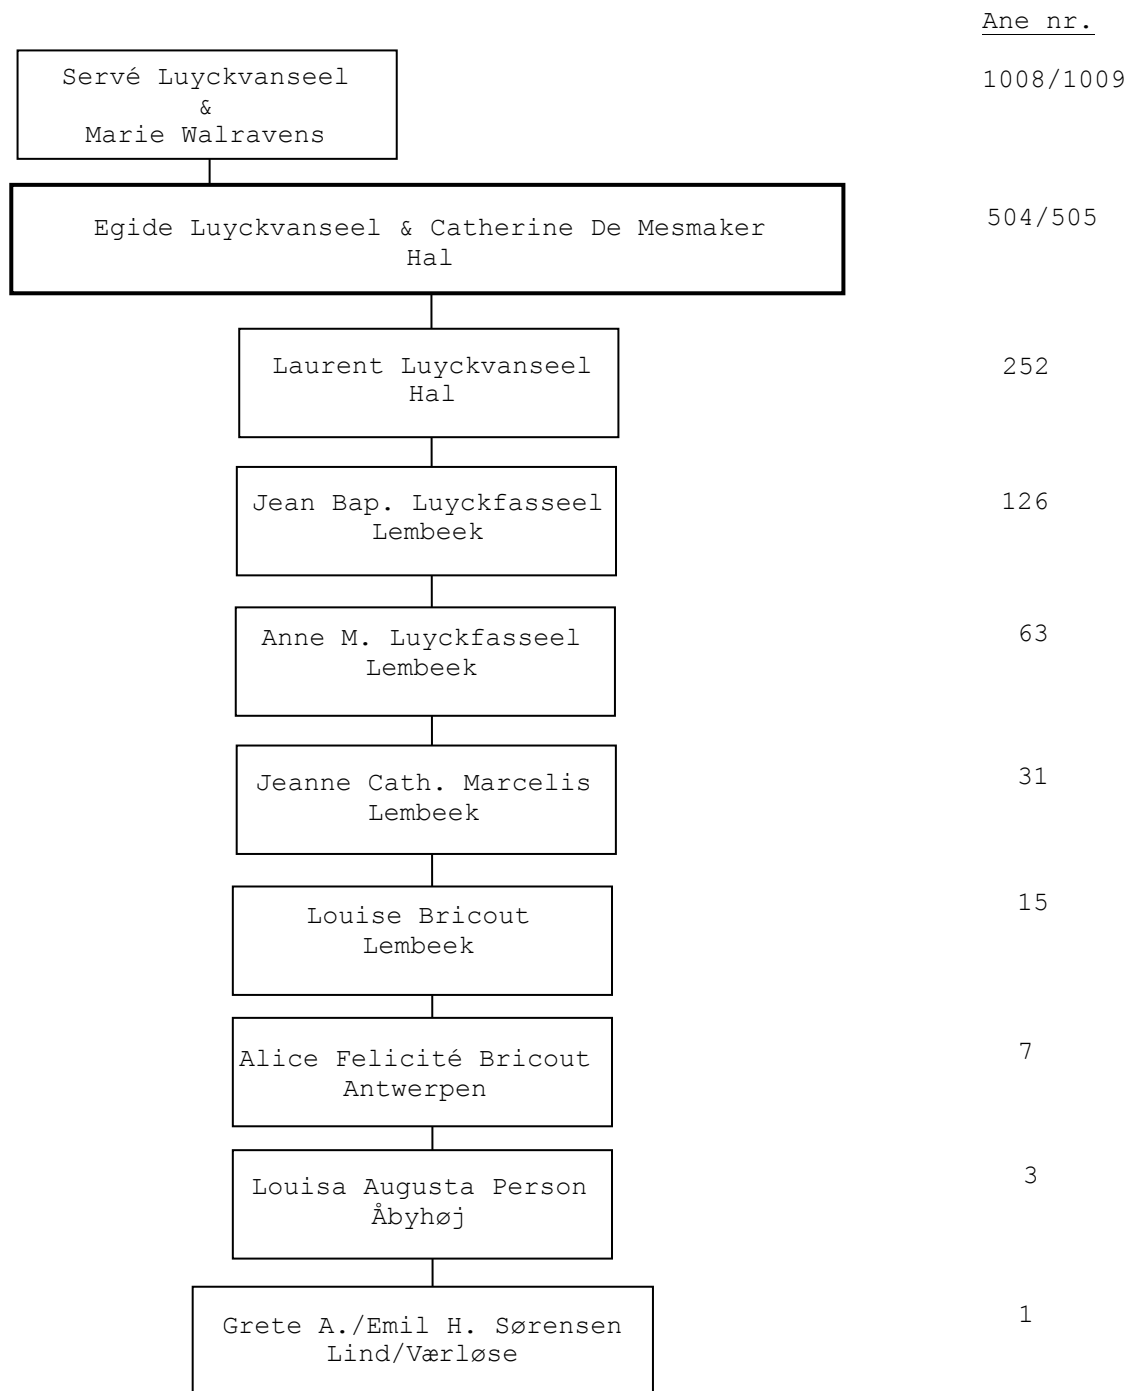 Ane nr.
Servé Luyckvanseel
&
Marie Walravens
1008/1009
Egide Luyckvanseel & Catherine De Mesmaker
Hal
504/505
Laurent Luyckvanseel
Hal
252
Jean Bap. Luyckfasseel
Lembeek
126
Anne M. Luyckfasseel
Lembeek
63
Jeanne Cath. Marcelis
Lembeek
31
Louise Bricout
Lembeek
15
Alice Felicité Bricout
Antwerpen
7
Louisa Augusta Person
Åbyhøj
3
Grete A./Emil H. Sørensen
Lind/Værløse
1